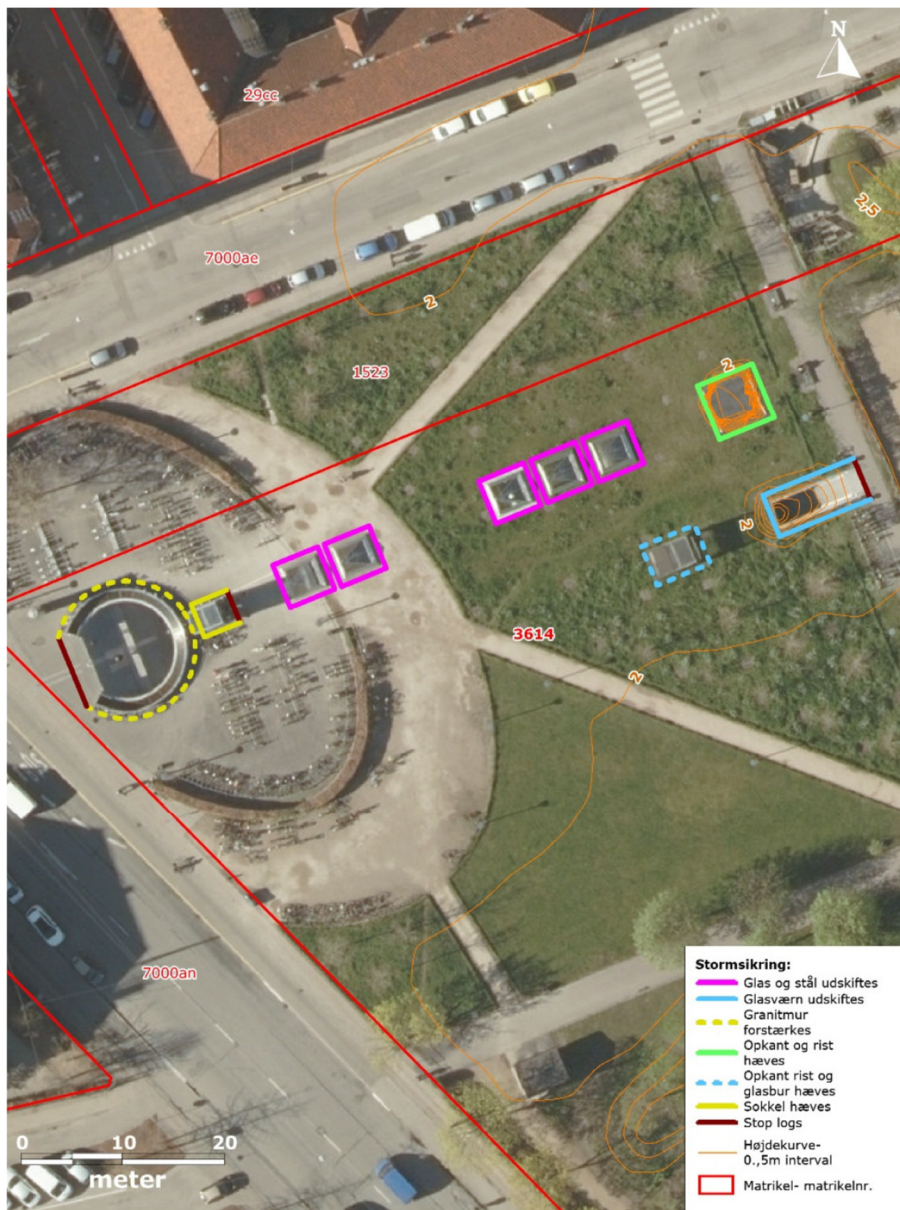 N
29cc
2,5
7000ae
2
1523
2
2
3614
2
7000an
0 10 20
meter
Stormsikring:
Glas og stål udskiftes
Glasværn udskiftes
Granitmur
forstærkes
Opkant og rist
hæves
Opkant rist og
glasbur hæves
Sokkel hæves
Stop logs
Højdekurve-
0.,5m interval
Matrikel- matrikelnr.